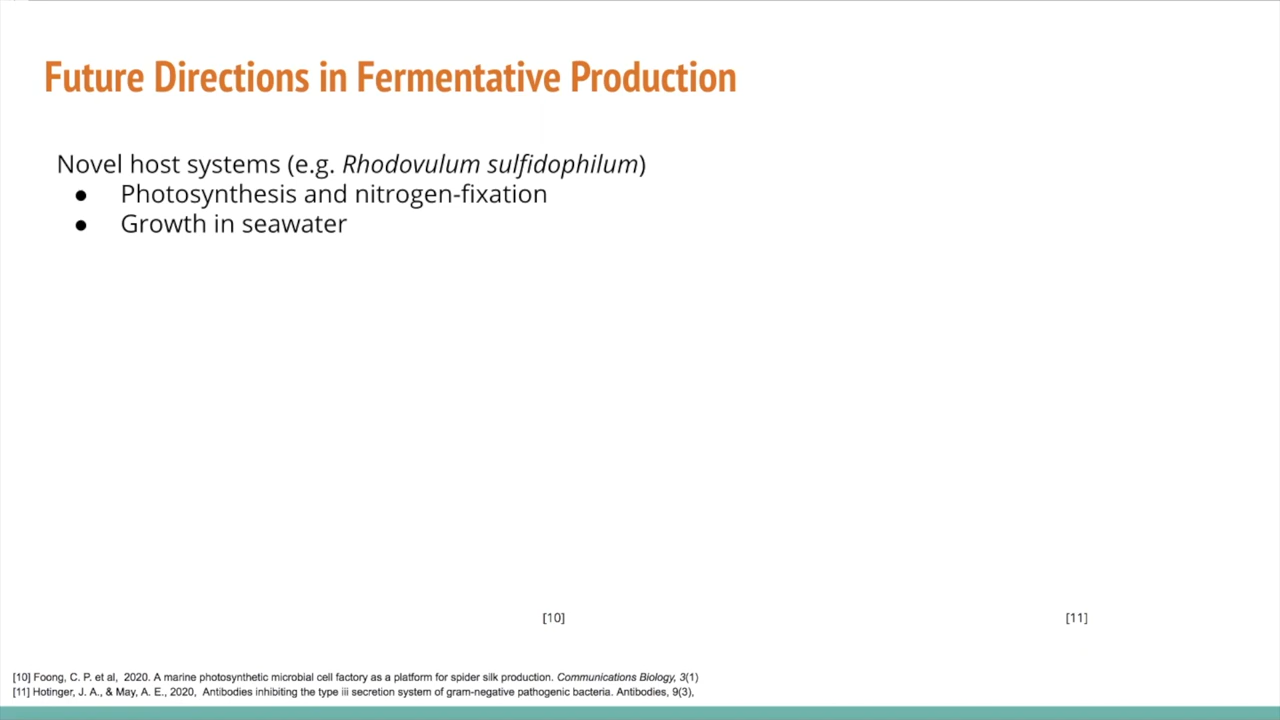 Future Directions in Fermentative Production
Novel host systems (e.g. Rhodovulum sulfidophilum)
● Photosynthesis and nitrogen-fixation
● Growth in seawater
[10] [11]
[10] Foong, C. P. et al,  2020. A marine photosynthetic microbial cell factory as a platform for spider silk production. Communications Biology, 3(1)
[11] Hotinger, J. A., & May, A. E., 2020,  Antibodies inhibiting the type iii secretion system of gram-negative pathogenic bacteria. Antibodies, 9(3),